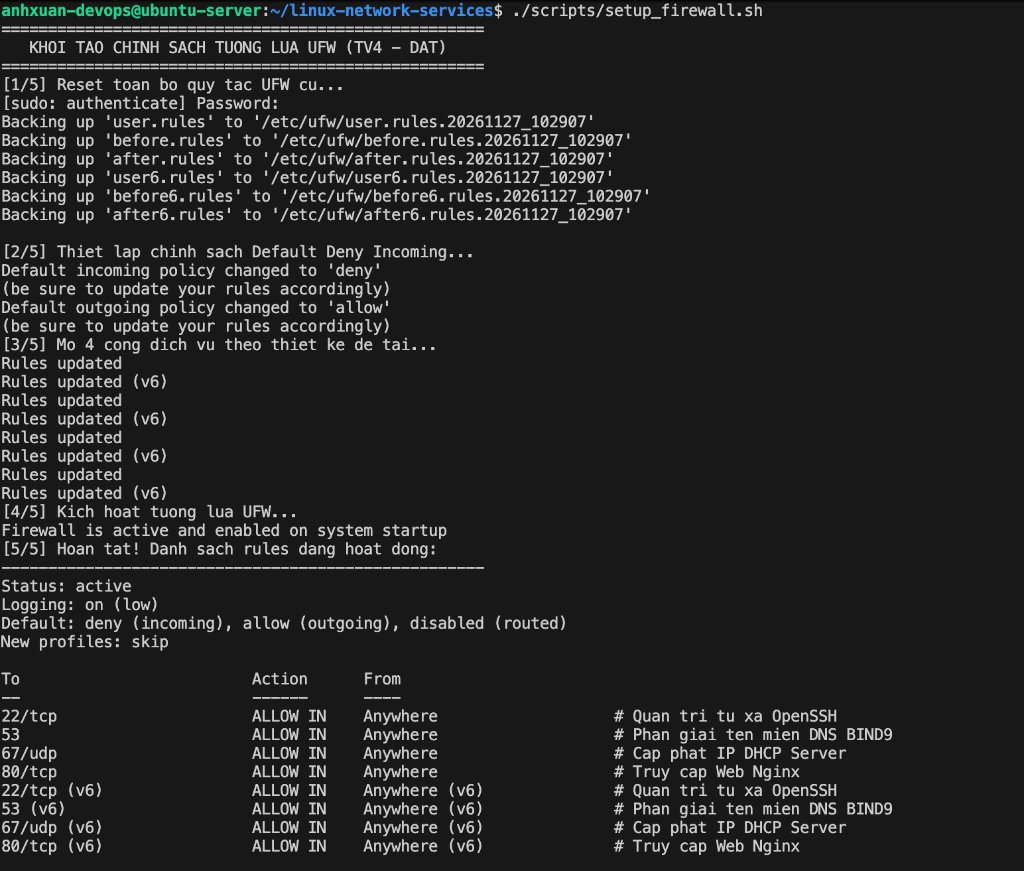 anhxuan-devops@ubuntu-server:~/linux-network-services$ ./scripts/setup_firewall.sh
====================================================
   KHOI TAO CHINH SACH TUONG LUA UFW (TV4 - DAT)
====================================================
[1/5] Reset toan bo quy tac UFW cu...
[sudo: authenticate] Password:
Backing up 'user.rules' to '/etc/ufw/user.rules.20261127_102907'
Backing up 'before.rules' to '/etc/ufw/before.rules.20261127_102907'
Backing up 'after.rules' to '/etc/ufw/after.rules.20261127_102907'
Backing up 'user6.rules' to '/etc/ufw/user6.rules.20261127_102907'
Backing up 'before6.rules' to '/etc/ufw/before6.rules.20261127_102907'
Backing up 'after6.rules' to '/etc/ufw/after6.rules.20261127_102907'

[2/5] Thiet lap chinh sach Default Deny Incoming...
Default incoming policy changed to 'deny'
(be sure to update your rules accordingly)
Default outgoing policy changed to 'allow'
(be sure to update your rules accordingly)
[3/5] Mo 4 cong dich vu theo thiet ke de tai...
Rules updated
Rules updated (v6)
Rules updated
Rules updated (v6)
Rules updated
Rules updated (v6)
Rules updated
Rules updated (v6)
[4/5] Kich hoat tuong lua UFW...
Firewall is active and enabled on system startup
[5/5] Hoan tat! Danh sach rules dang hoat dong:
----------------------------------------------------
Status: active
Logging: on (low)
Default: deny (incoming), allow (outgoing), disabled (routed)
New profiles: skip

To                         Action      From
--                         ------      ----
22/tcp                     ALLOW IN    Anywhere                   # Quan tri tu xa OpenSSH
53                         ALLOW IN    Anywhere                   # Phan giai ten mien DNS BIND9
67/udp                     ALLOW IN    Anywhere                   # Cap phat IP DHCP Server
80/tcp                     ALLOW IN    Anywhere                   # Truy cap Web Nginx
22/tcp (v6)                ALLOW IN    Anywhere (v6)              # Quan tri tu xa OpenSSH
53 (v6)                    ALLOW IN    Anywhere (v6)              # Phan giai ten mien DNS BIND9
67/udp (v6)                ALLOW IN    Anywhere (v6)              # Cap phat IP DHCP Server
80/tcp (v6)                ALLOW IN    Anywhere (v6)              # Truy cap Web Nginx